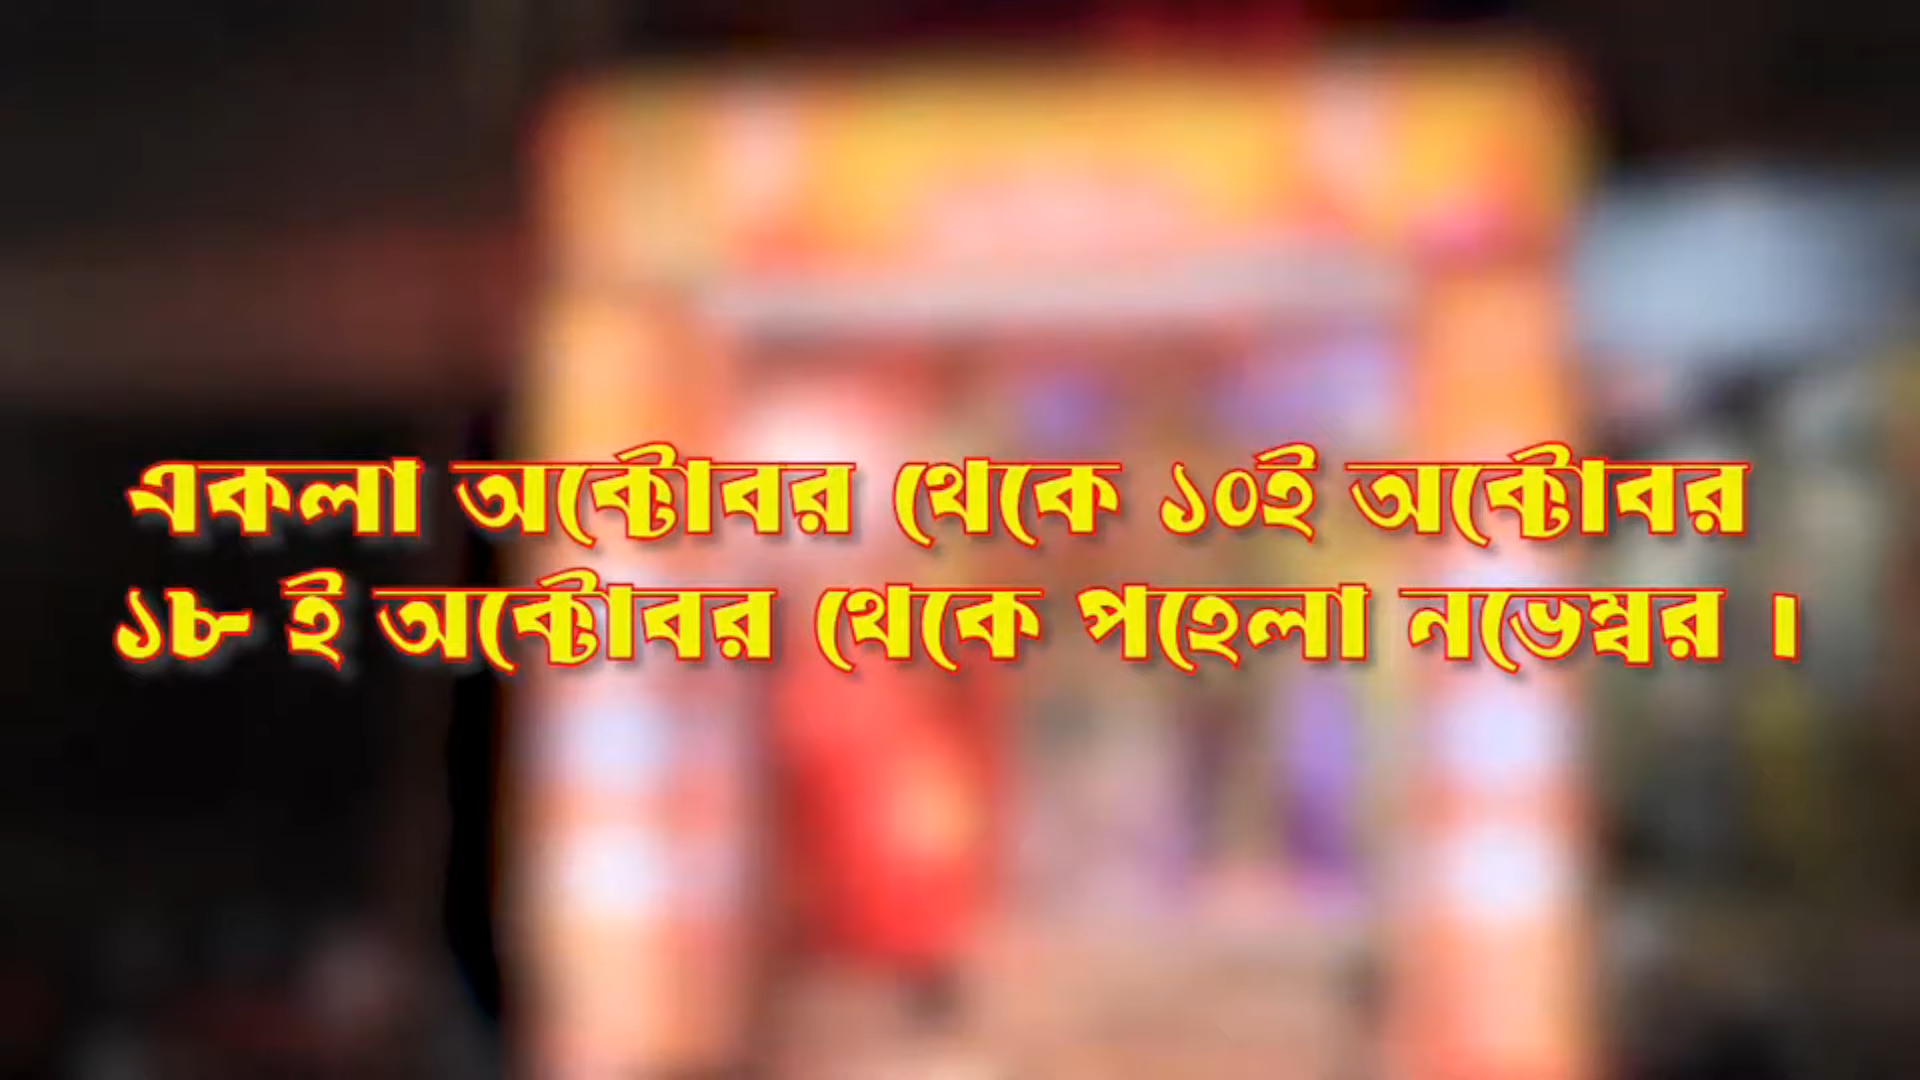 একলা অক্টোবর থেকে ১০ই অক্টোবর
১৮ ই অক্টোবর থেকে পহেলা নভেম্বর ।